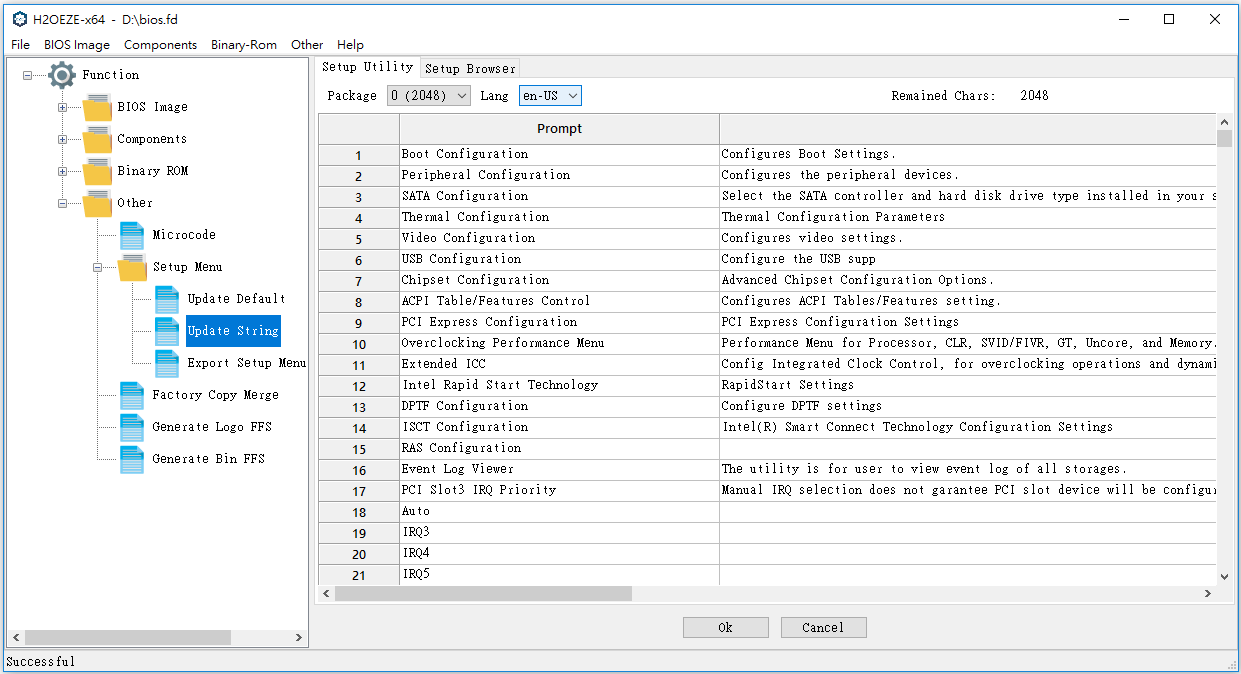 H2OEZE-x64 - D:\bios.fd
File BIOS Image Components Binary-Rom Other Help
Function
BIOS Image
Components
Binary ROM
Other
Microcode
Setup Menu
Update Default
Update String
Export Setup Menu
Factory Copy Merge
Generate Logo FFS
Generate Bin FFS
Setup Utility Setup Browser
Package 0 (2048) Lang en-US Remained Chars: 2048
Prompt
1 Boot Configuration Configures Boot Settings.
2 Peripheral Configuration Configures the peripheral devices.
3 SATA Configuration Select the SATA controller and hard disk drive type installed in your s
4 Thermal Configuration Thermal Configuration Parameters
5 Video Configuration Configures video settings.
6 USB Configuration Configure the USB supp
7 Chipset Configuration Advanced Chipset Configuration Options.
8 ACPI Table/Features Control Configures ACPI Tables/Features setting.
9 PCI Express Configuration PCI Express Configuration Settings
10 Overclocking Performance Menu Performance Menu for Processor, CLR, SVID/FIVR, GT, Uncore, and Memory.
11 Extended ICC Config Integrated Clock Control, for overclocking operations and dynami
12 Intel Rapid Start Technology RapidStart Settings
13 DPTF Configuration Configure DPTF settings
14 ISCT Configuration Intel(R) Smart Connect Technology Configuration Settings
15 RAS Configuration
16 Event Log Viewer The utility is for user to view event log of all storages.
17 PCI Slot3 IRQ Priority Manual IRQ selection does not garantee PCI slot device will be configur
18 Auto
19 IRQ3
20 IRQ4
21 IRQ5
Ok Cancel
Successful